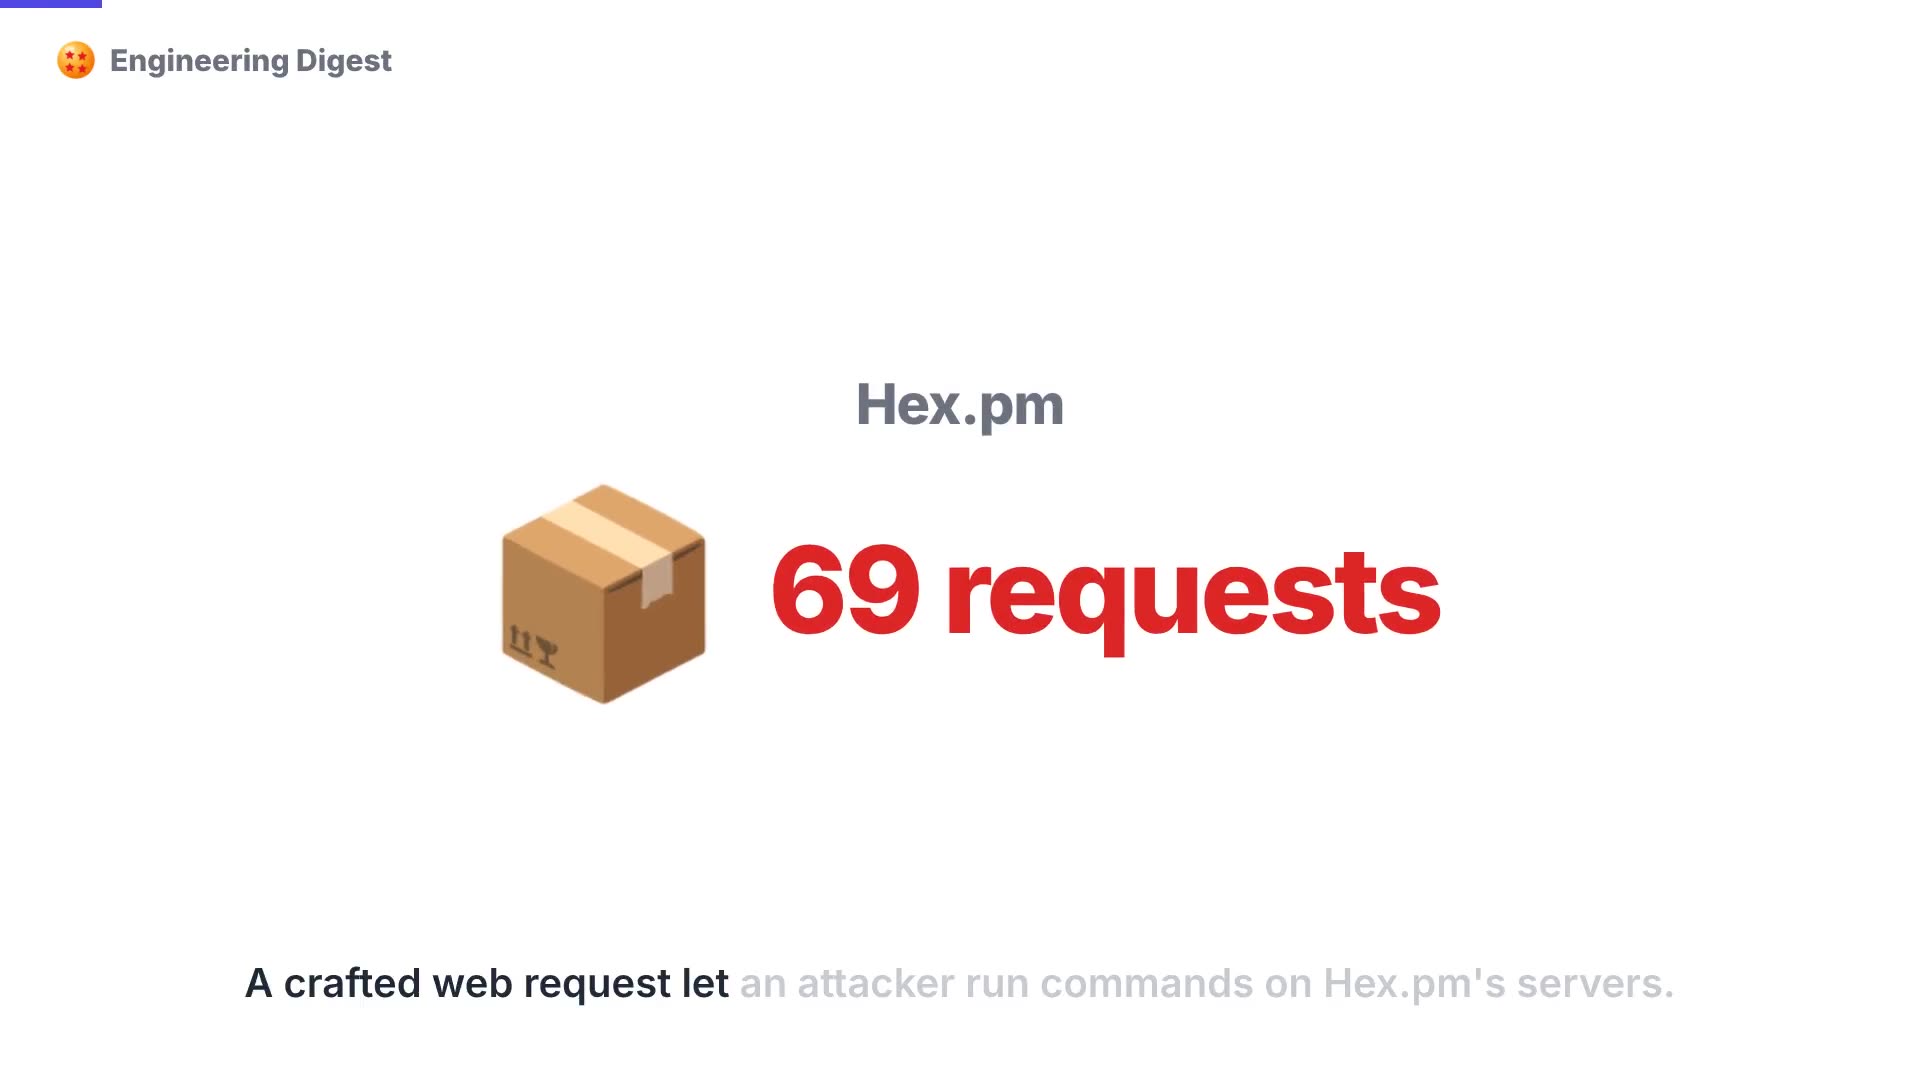 Engineering Digest
Hex.pm
69 requests
A crafted web request let an attacker run commands on Hex.pm's servers.